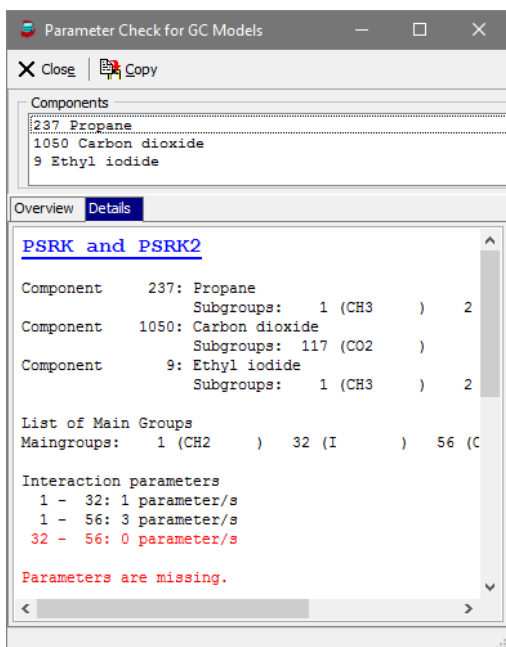 Parameter Check for GC Models
Close Copy
Components
237 Propane
1050 Carbon dioxide
9 Ethyl iodide
Overview Details
PSRK and PSRK2
Component 237: Propane
Subgroups: 1 (CH3 ) 2
Component 1050: Carbon dioxide
Subgroups: 117 (CO2 )
Component 9: Ethyl iodide
Subgroups: 1 (CH3 ) 2
List of Main Groups
Maingroups: 1 (CH2 ) 32 (I ) 56 (C
Interaction parameters
1 - 32: 1 parameter/s
1 - 56: 3 parameter/s
32 - 56: 0 parameter/s
Parameters are missing.